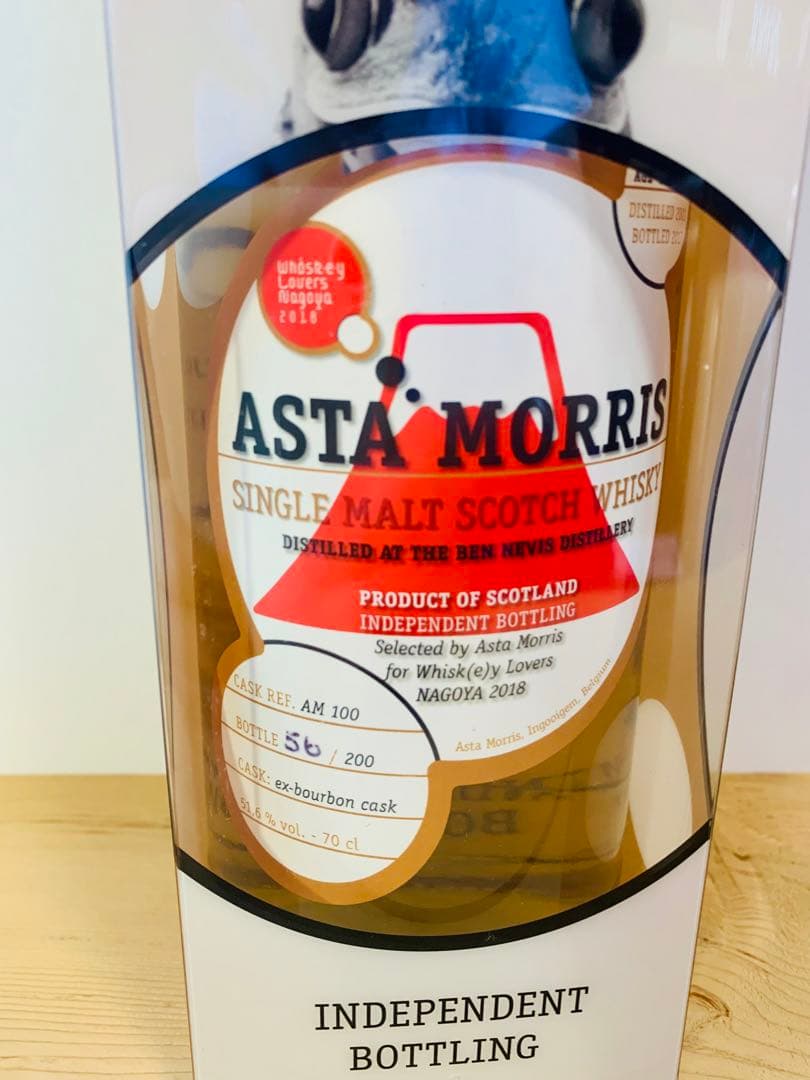 DISTILLED
BOTTLED
Whiskey
Lovers
Nagoya
2018
ASTA MORRIS
SINGLE MALT SCOTCH WHISKY
DISTILLED AT THE BEN NEVIS DISTILLERY
PRODUCT OF SCOTLAND
INDEPENDENT BOTTLING
Selected by Asta Morris
for Whisk(e)y Lovers
NAGOYA 2018
Asta Morris, Ingooigem, Belgium
CASK REF. AM 100
BOTTLE 56 / 200
CASK: ex-bourbon cask
51,6 % vol. - 70 cl
INDEPENDENT
BOTTLING